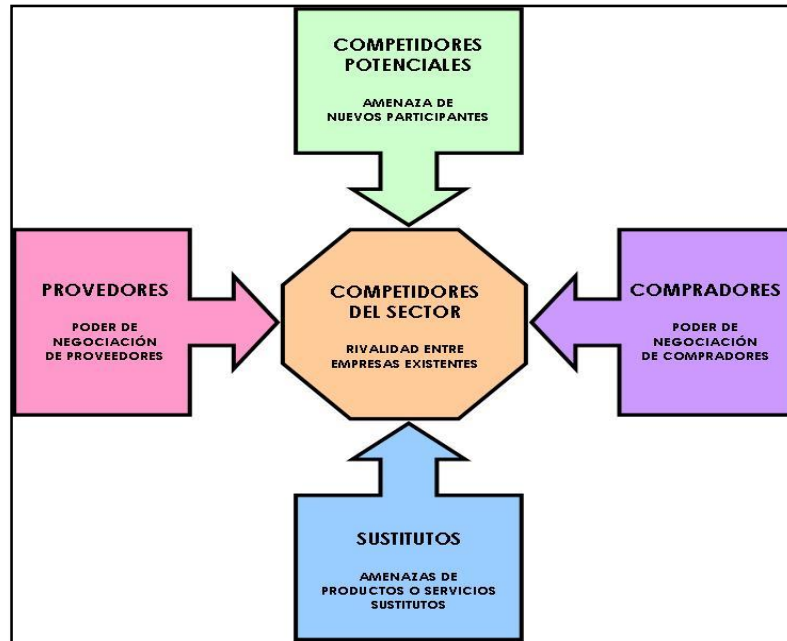 COMPETIDORES
POTENCIALES
AMENAZA DE
NUEVOS PARTICIPANTES
PROVEDORES
PODER DE
NEGOCIACIÓN
DE PROVEEDORES
COMPETIDORES
DEL SECTOR
RIVALIDAD ENTRE
EMPRESAS EXISTENTES
COMPRADORES
PODER DE
NEGOCIACIÓN
DE COMPRADORES
SUSTITUTOS
AMENAZAS DE
PRODUCTOS O SERVICIOS
SUSTITUTOS